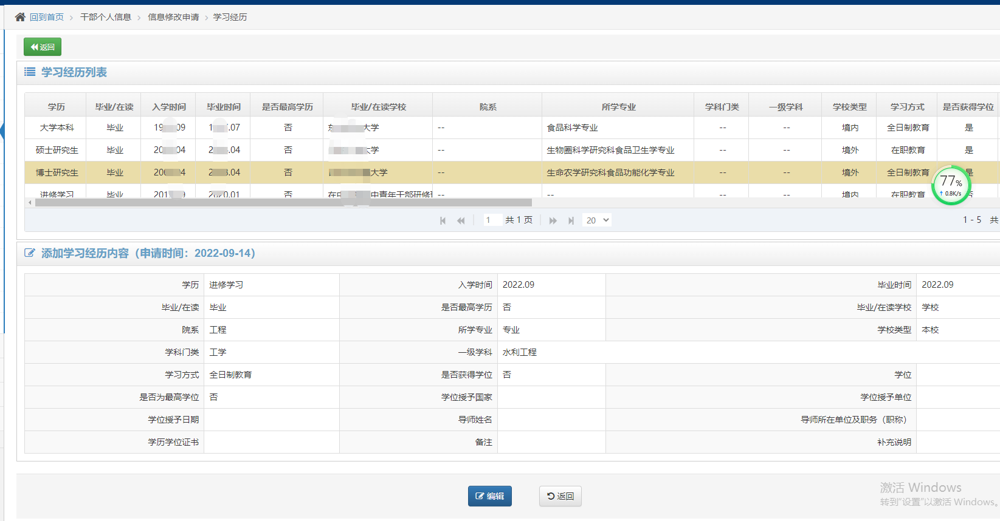 回到首页 > 干部个人信息 > 信息修改申请 > 学习经历
返回
学习经历列表
学历 毕业/在读 入学时间 毕业时间 是否最高学历 毕业/在读学校 院系 所学专业 学科门类 一级学科 学校类型 学习方式 是否获得学位
大学本科 毕业 19 09 1 .07 否 大学 -- 食品科学专业 -- -- 境内 全日制教育 是
硕士研究生 毕业 20 04 2 .04 否 大学 -- 生物圈科学研究科食品卫生学专业 -- -- 境外 在职教育 是
博士研究生 毕业 20 4 2 .04 否 大学 -- 生命农学研究科食品功能化学专业 -- -- 境外 全日制教育 是
进修学习 毕业 201 09 2020.01 否 在中 中青年干部研修 -- -- -- -- 境内 在职教育 否
77%
0.8K/s
1 共 1 页 20 1 - 5 共
添加学习经历内容（申请时间：2022-09-14）
学历 进修学习 入学时间 2022.09 毕业时间 2022.09
毕业/在读 毕业 是否最高学历 否 毕业/在读学校 学校
院系 工程 所学专业 专业 学校类型 本校
学科门类 工学 一级学科 水利工程
学习方式 全日制教育 是否获得学位 否 学位
是否为最高学位 否 学位授予国家 学位授予单位
学位授予日期 导师姓名 导师所在单位及职务（职称）
学历学位证书 备注 补充说明
编辑 返回
激活 Windows
转到“设置”以激活 Windows。